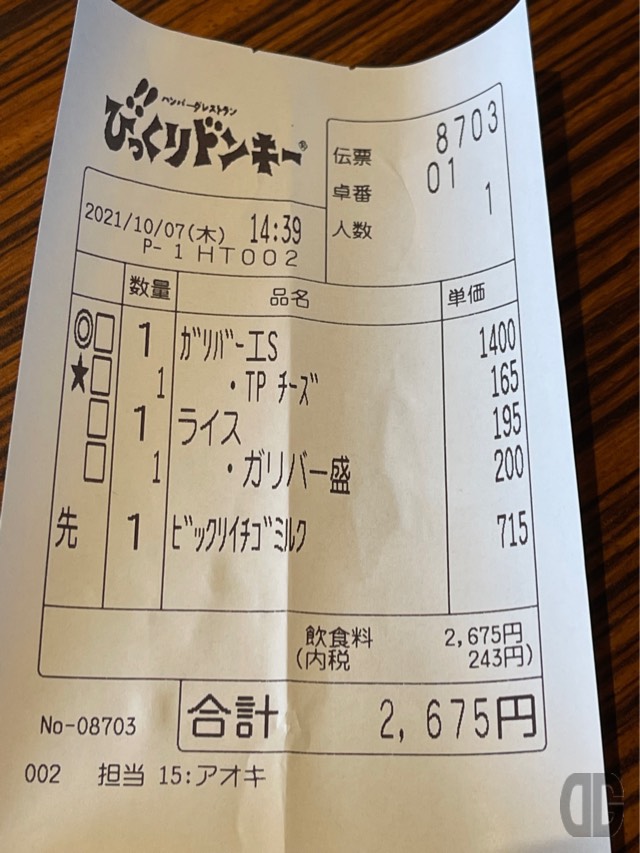 ハンバーグレストラン
びっくりドンキー®
伝票 8703
卓番 01
人数 1
2021/10/07(木) 14:39
P- 1 HT002
数量 品名 単価
◎□ 1 ガリバーエS 1400
★□ 1 ・TP チーズ 165
□ 1 ライス 195
□ 1 ・ガリバー盛 200
先 1 ビックリイチゴミルク 715
飲食料 2,675円
(内税 243円)
合計 2,675円
No-08703
002 担当 15:アオキ